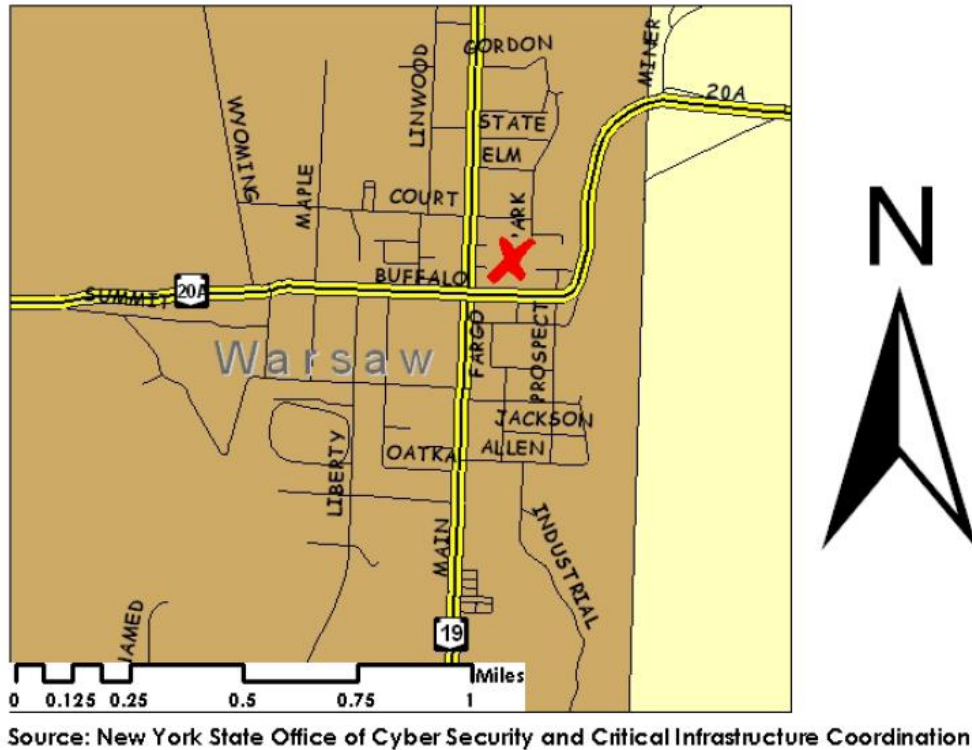 GORDON
MINER
20A
LINWOOD
STATE
WYOMING
ELM
MAPLE
COURT
'ARK
BUFFALO
20A
SUMMIT
FARGO
Warsaw
PROSPECT
JACKSON
ALLEN
OATKA
LIBERTY
MAIN
INDUSTRIAL
19
JAMED
Miles
0 0.125 0.25 0.5 0.75 1
N
Source: New York State Office of Cyber Security and Critical Infrastructure Coordination